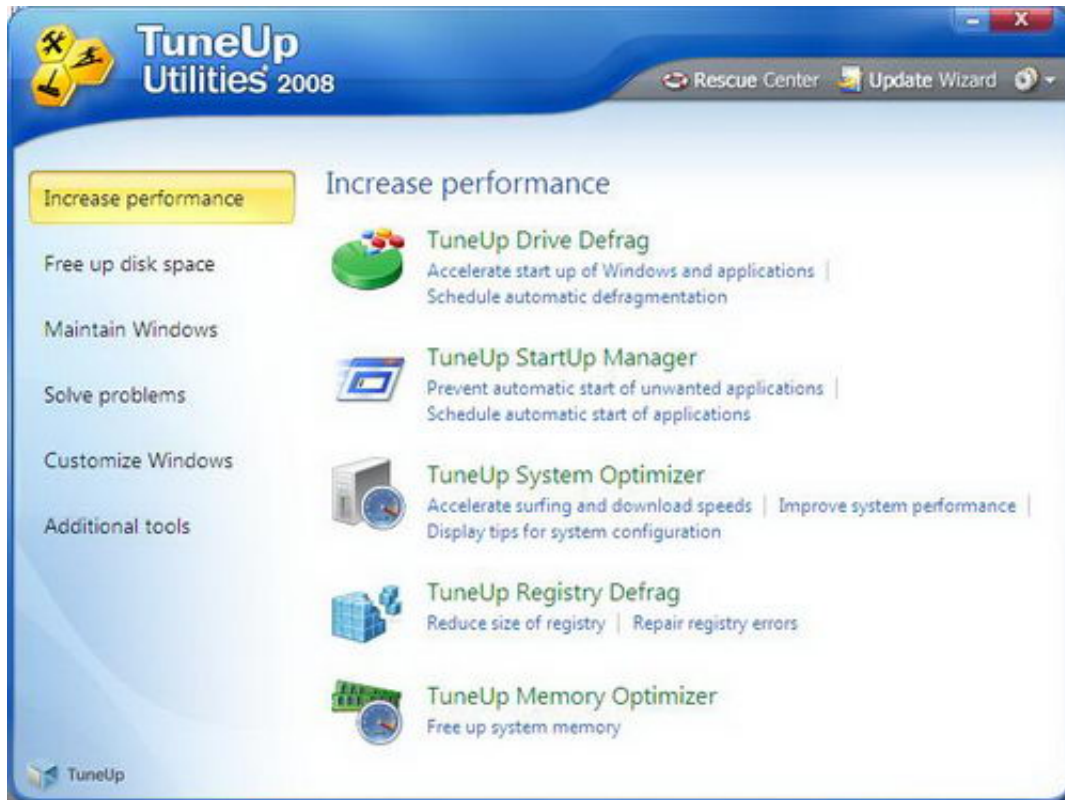 TuneUp
Utilities 2008
Rescue Center
Update Wizard
Increase performance
Free up disk space
Maintain Windows
Solve problems
Customize Windows
Additional tools
Increase performance
TuneUp Drive Defrag
Accelerate start up of Windows and applications |
Schedule automatic defragmentation
TuneUp StartUp Manager
Prevent automatic start of unwanted applications |
Schedule automatic start of applications
TuneUp System Optimizer
Accelerate surfing and download speeds | Improve system performance |
Display tips for system configuration
TuneUp Registry Defrag
Reduce size of registry | Repair registry errors
TuneUp Memory Optimizer
Free up system memory
TuneUp